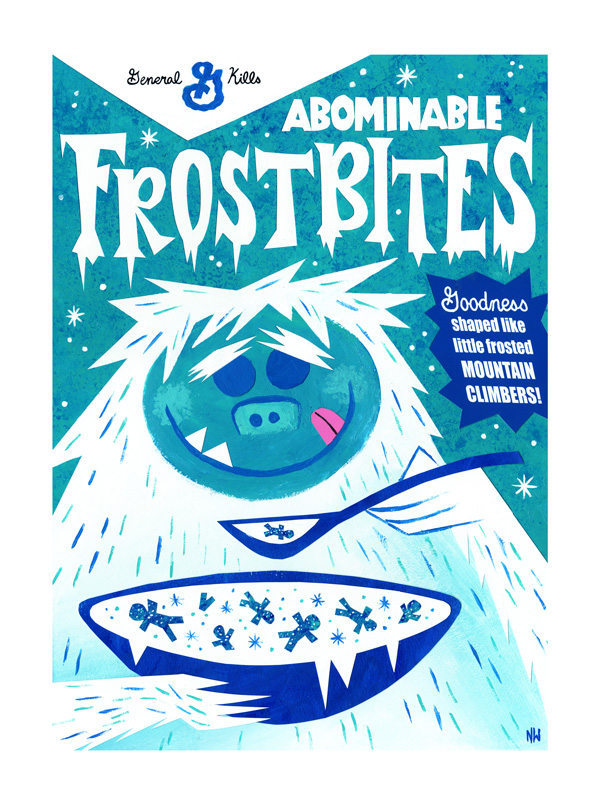 General G Kills
ABOMINABLE
FROSTBITES
Goodness
shaped like
little frosted
MOUNTAIN
CLIMBERS!
NW